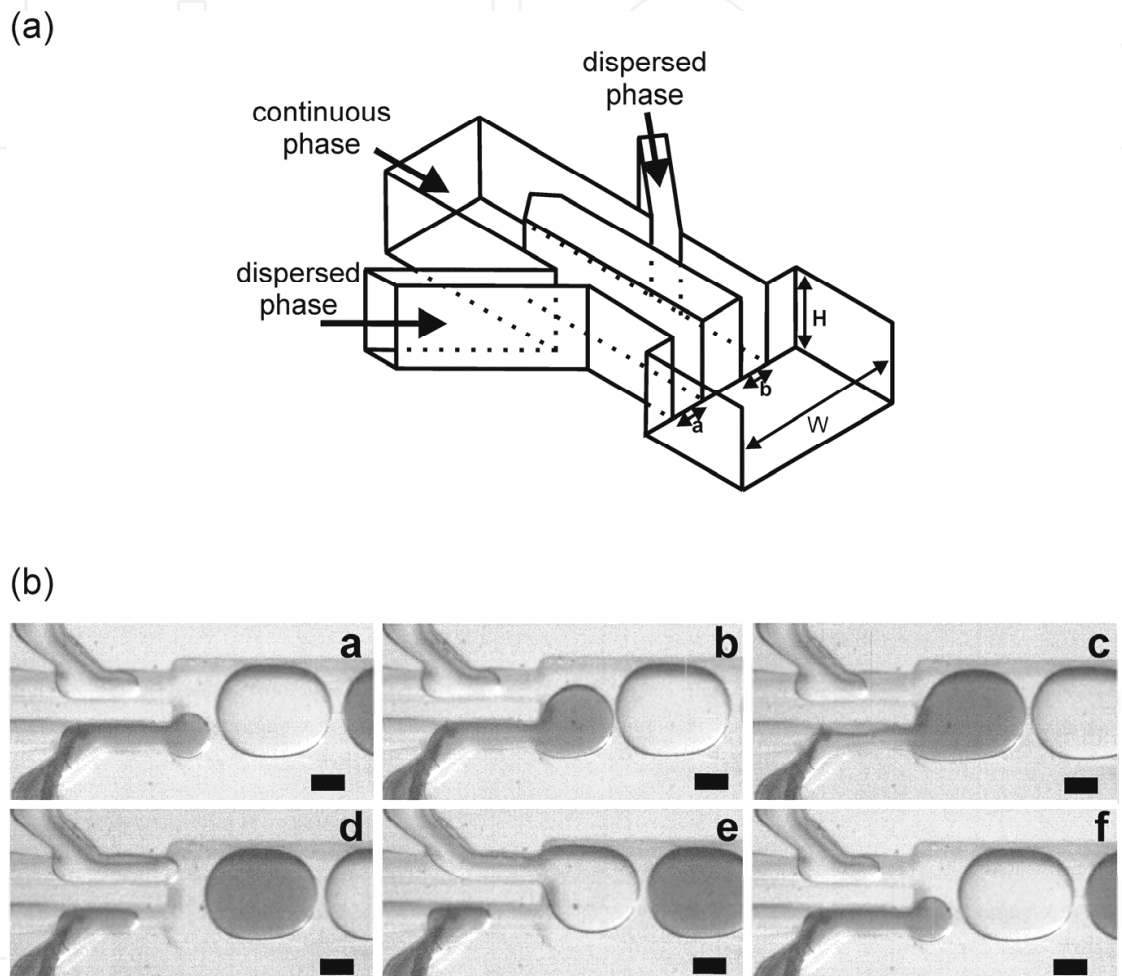 (a)
dispersed
phase
continuous
phase
dispersed
phase
H
b
a
W
(b)
a
b
c
d
e
f